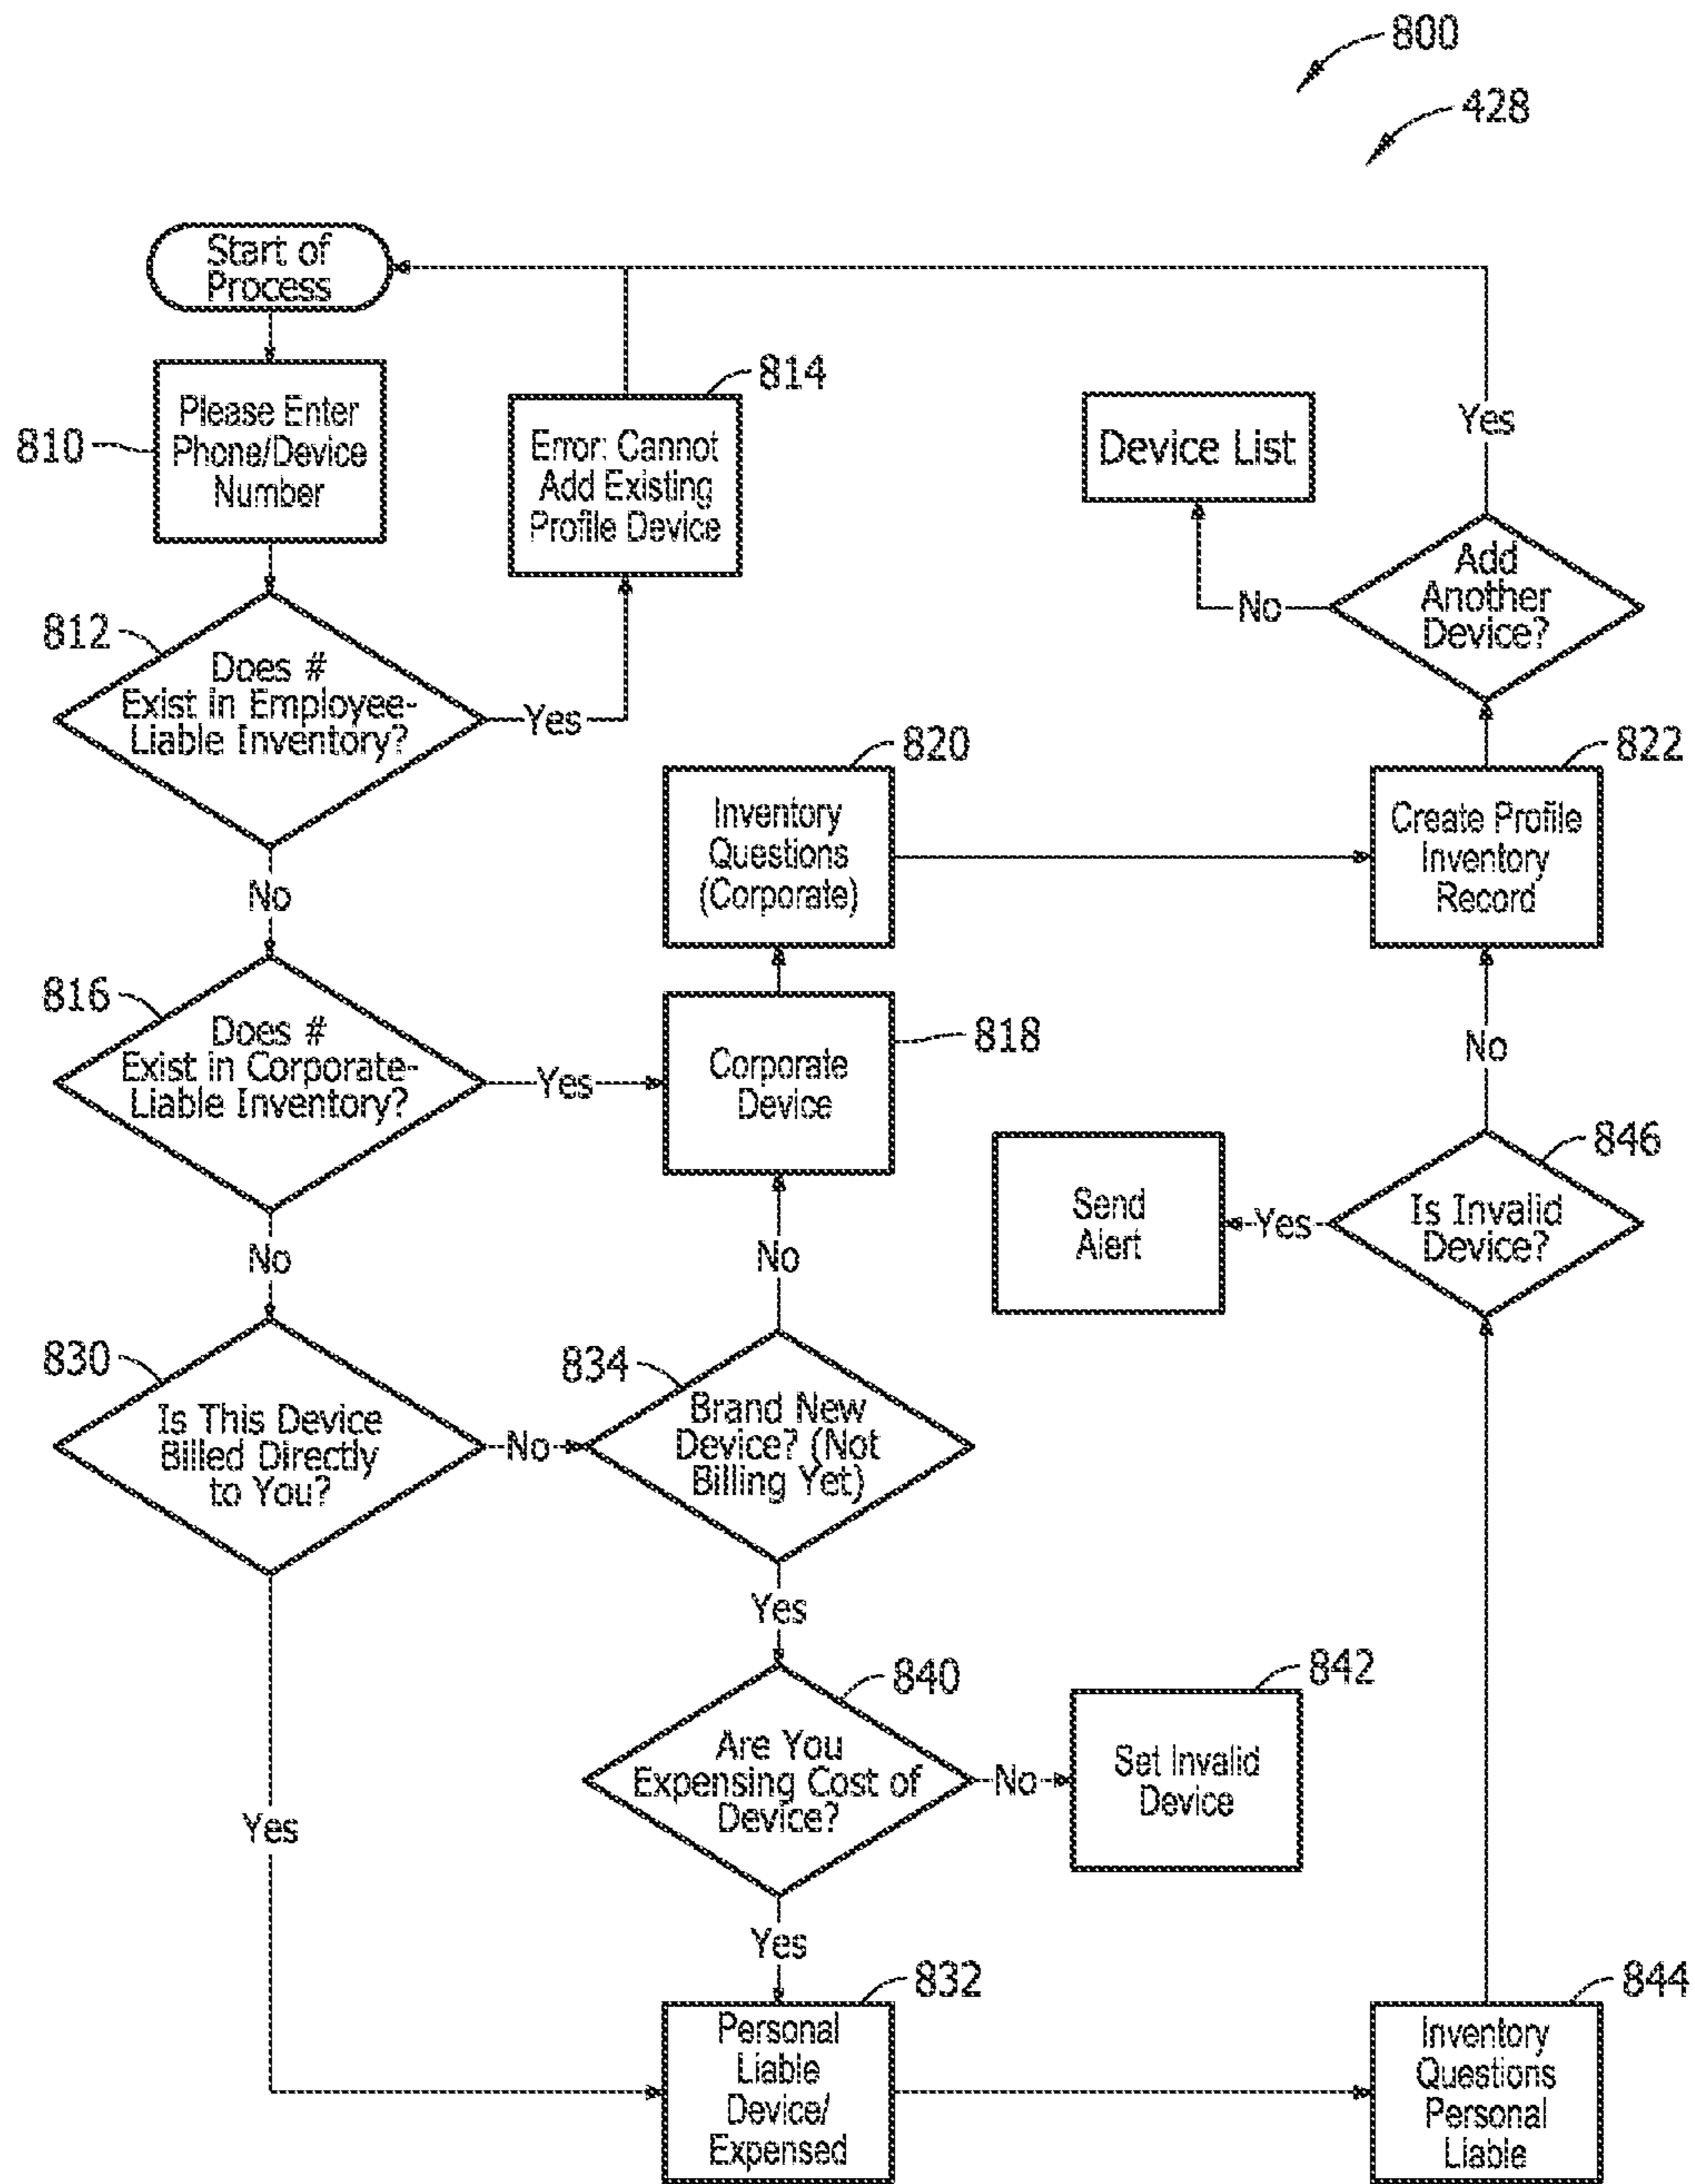 800
428
Start of
Process
810
Please Enter
Phone/Device
Number
814
Error: Cannot
Add Existing
Profile Device
Device List
Yes
Add
Another
Device?
No
812
Does #
Exist in Employee-
Liable Inventory?
Yes
No
820
Inventory
Questions
(Corporate)
822
Create Profile
Inventory
Record
816
Does #
Exist in Corporate-
Liable Inventory?
Yes
818
Corporate
Device
No
No
No
846
Is Invalid
Device?
Yes
Send
Alert
830
Is This Device
Billed Directly
to You?
No
834
Brand New
Device? (Not
Billing Yet)
Yes
Yes
840
Are You
Expensing Cost of
Device?
No
842
Set Invalid
Device
Yes
832
Personal
Liable
Device/
Expensed
844
Inventory
Questions
Personal
Liable